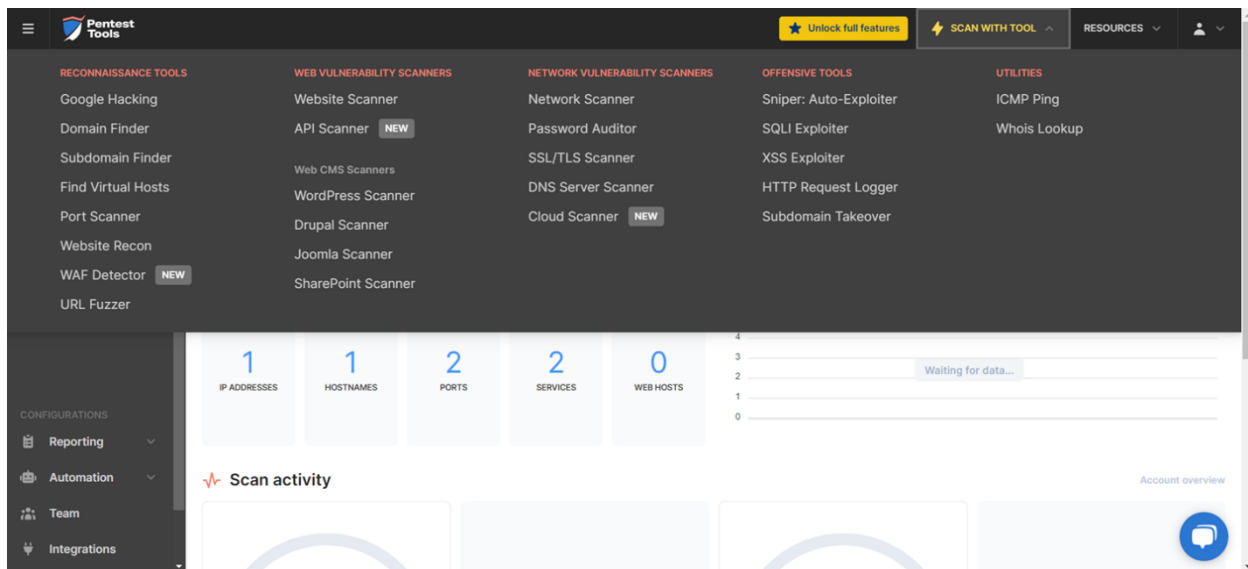 Pentest
Tools
Unlock full features
SCAN WITH TOOL
RESOURCES
RECONNAISSANCE TOOLS
Google Hacking
Domain Finder
Subdomain Finder
Find Virtual Hosts
Port Scanner
Website Recon
WAF Detector NEW
URL Fuzzer
WEB VULNERABILITY SCANNERS
Website Scanner
API Scanner NEW
Web CMS Scanners
WordPress Scanner
Drupal Scanner
Joomla Scanner
SharePoint Scanner
NETWORK VULNERABILITY SCANNERS
Network Scanner
Password Auditor
SSL/TLS Scanner
DNS Server Scanner
Cloud Scanner NEW
OFFENSIVE TOOLS
Sniper: Auto-Exploiter
SQLI Exploiter
XSS Exploiter
HTTP Request Logger
Subdomain Takeover
UTILITIES
ICMP Ping
Whois Lookup
CONFIGURATIONS
Reporting
Automation
Team
Integrations
1
IP ADDRESSES
1
HOSTNAMES
2
PORTS
2
SERVICES
0
WEB HOSTS
4
3
2
1
0
Waiting for data...
Scan activity
Account overview